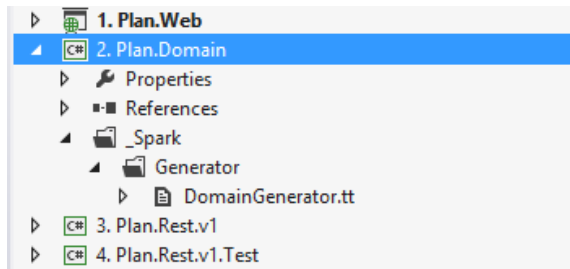 1. Plan.Web
C# 2. Plan.Domain
Properties
References
_Spark
Generator
DomainGenerator.tt
C# 3. Plan.Rest.v1
C# 4. Plan.Rest.v1.Test